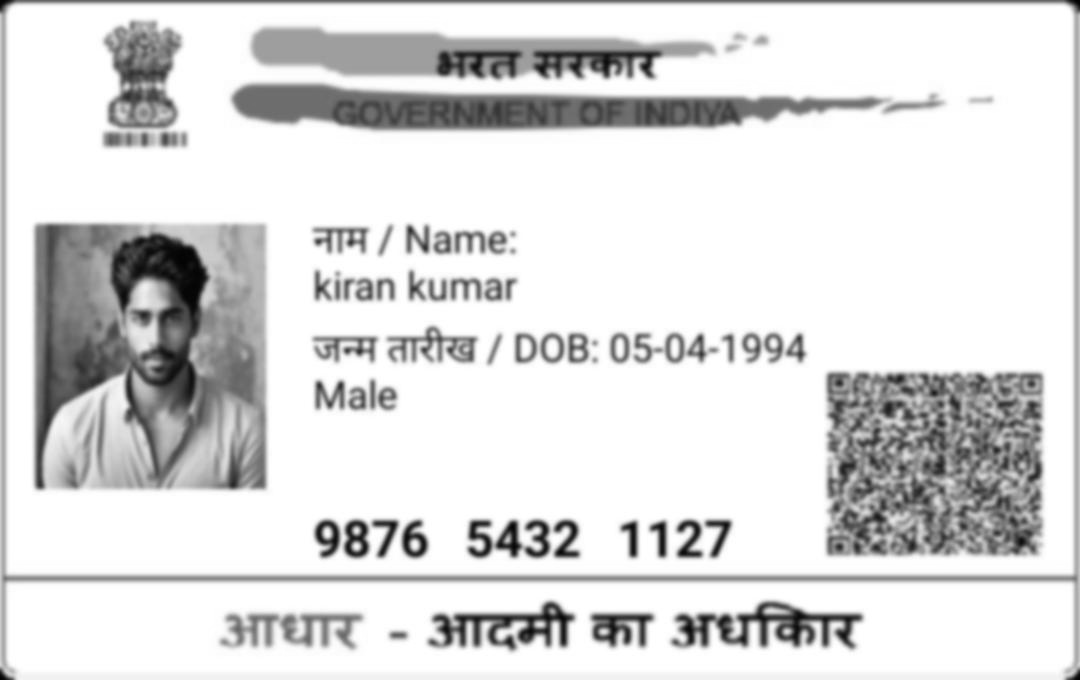 भरत सरकार
GOVERNMENT OF INDIYA
नाम / Name:
kiran kumar
जन्म तारीख / DOB: 05-04-1994
Male
9876 5432 1127
आधार - आदमी का अधकिार